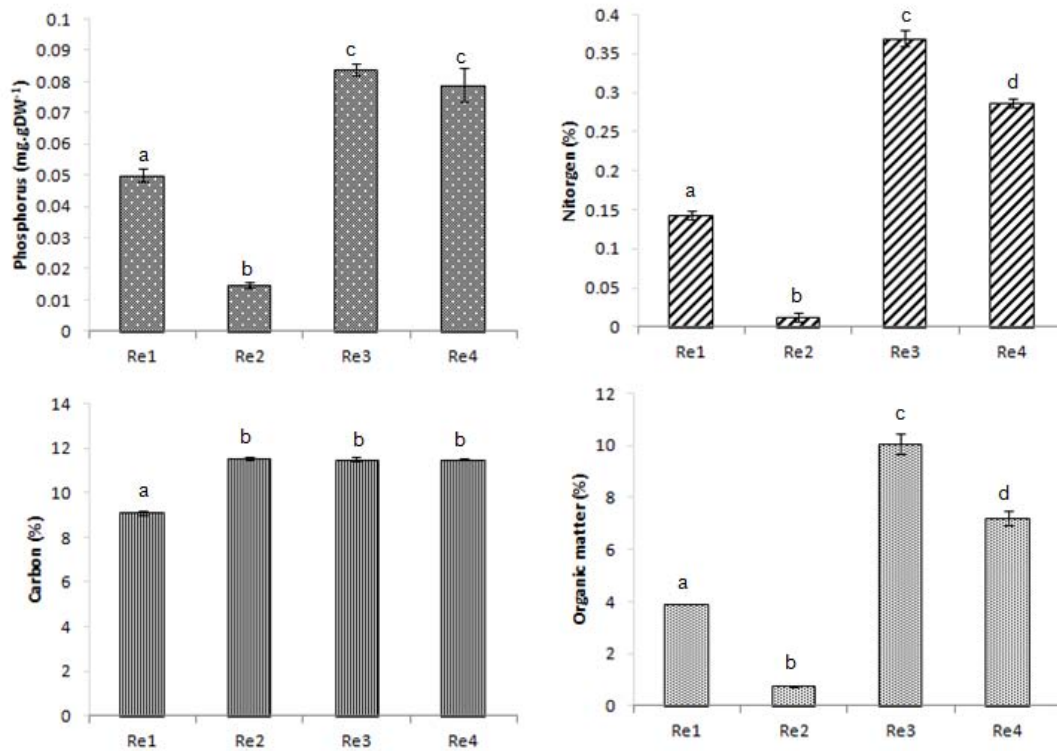 Phosphorus (mg.gDW⁻¹)
0.1
0.09
0.08
0.07
0.06
0.05
0.04
0.03
0.02
0.01
0
a
b
c
c
Re1 Re2 Re3 Re4
Nitorgen (%)
0.4
0.35
0.3
0.25
0.2
0.15
0.1
0.05
0
a
b
c
d
Re1 Re2 Re3 Re4
Carbon (%)
14
12
10
8
6
4
2
0
a
b
b
b
Re1 Re2 Re3 Re4
Organic matter (%)
12
10
8
6
4
2
0
a
b
c
d
Re1 Re2 Re3 Re4